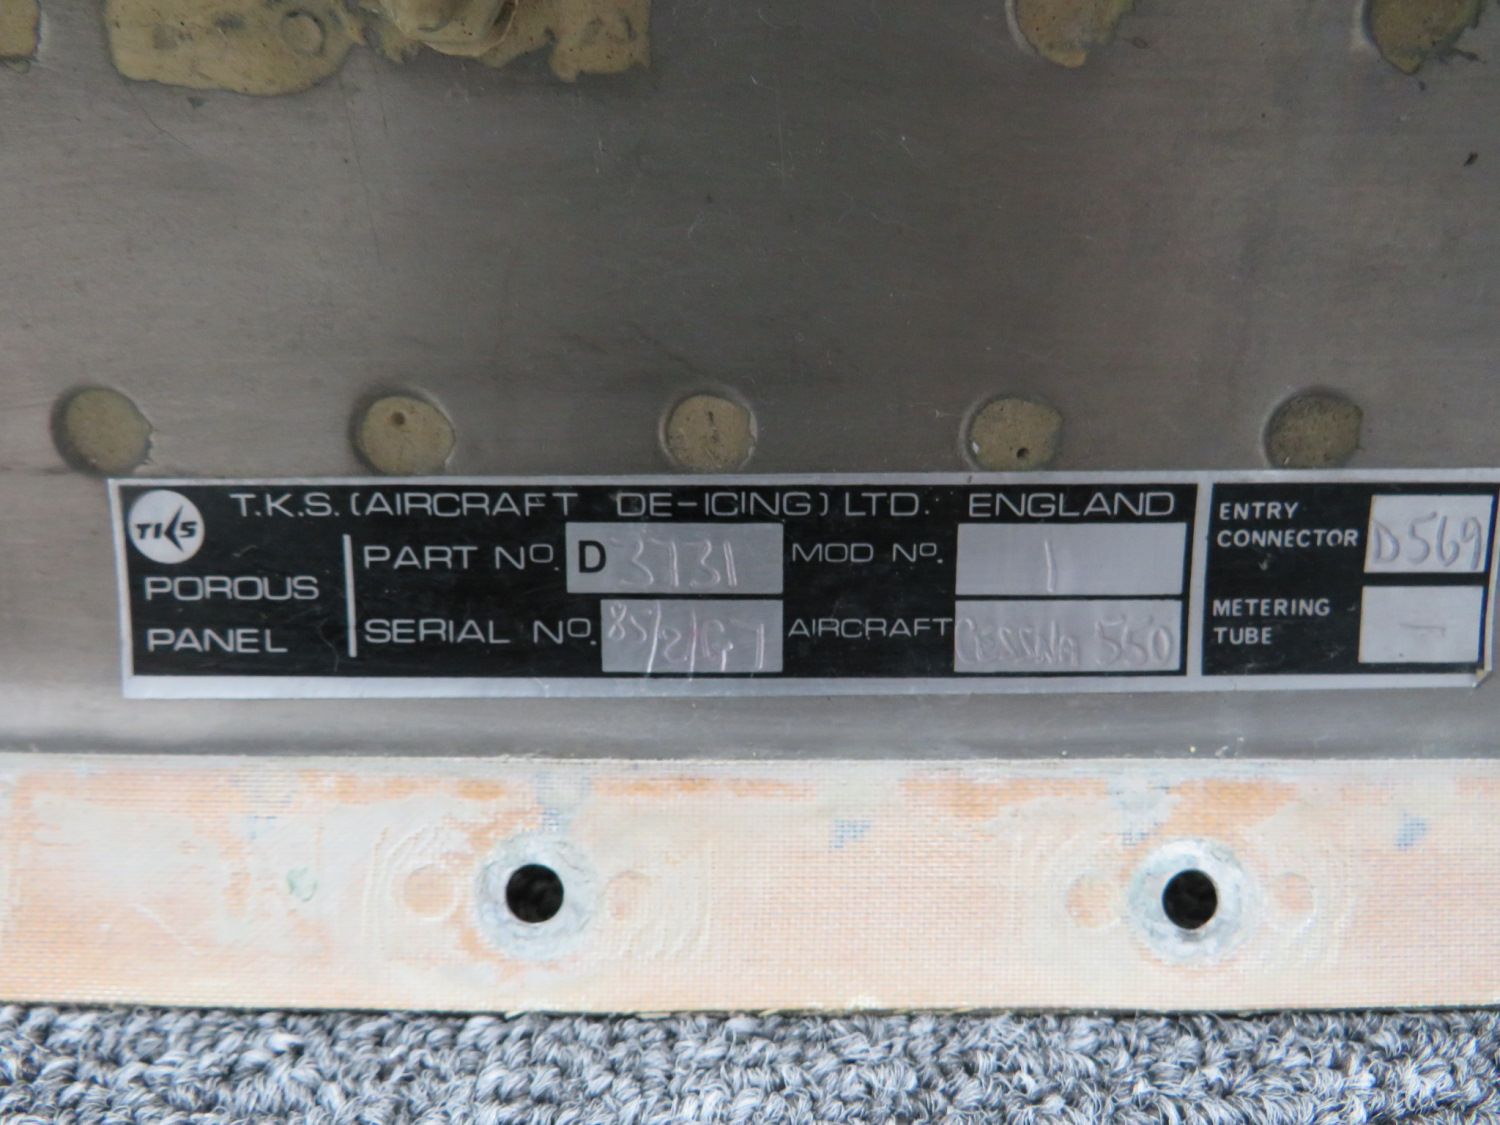 T.K.S. (AIRCRAFT DE-ICING) LTD. ENGLAND
TKS
POROUS
PANEL
PART NO. D 3731
MOD NO. 1
SERIAL NO. 85/2/G7
AIRCRAFT CESSNA 550
ENTRY
CONNECTOR D569
METERING
TUBE -